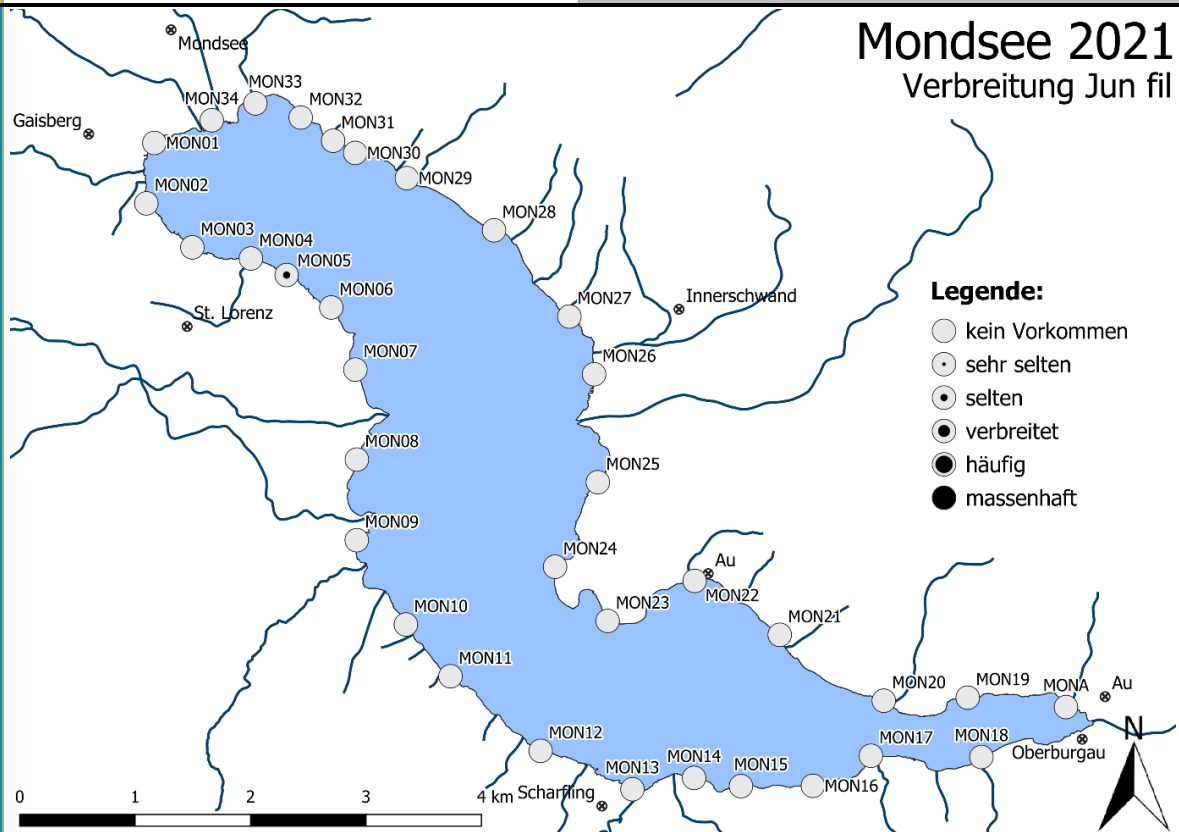 Mondsee 2021
Verbreitung Jun fil
Mondsee
MON33
MON34
MON32
Gaisberg
MON31
MON01
MON30
MON29
MON02
MON28
MON03
MON04
MON05
MON06
MON27
Innerschwand
St. Lorenz
MON07
MON26
Legende:
kein Vorkommen
sehr selten
selten
verbreitet
häufig
massenhaft
MON08
MON25
MON09
MON24
Au
MON22
MON23
MON10
MON21
MON11
MON20
MON19
MONA
Au
MON12
MON17
MON18
Oberburgau
N
MON13
MON14
MON15
MON16
Scharfling
0 1 2 3 4 km